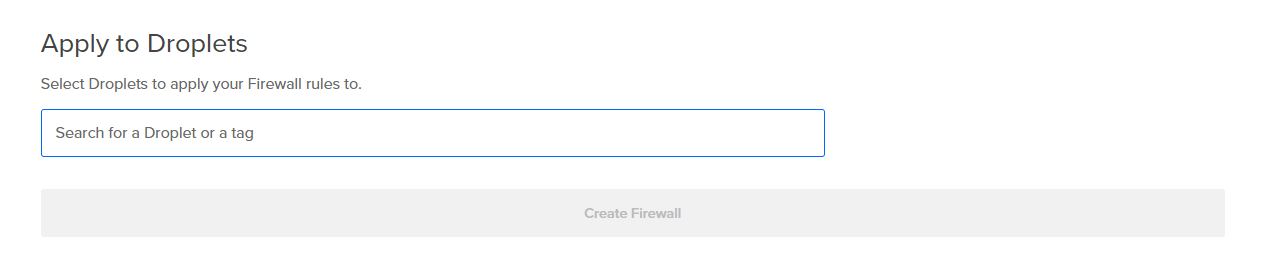 Apply to Droplets
Select Droplets to apply your Firewall rules to.
Search for a Droplet or a tag
Create Firewall